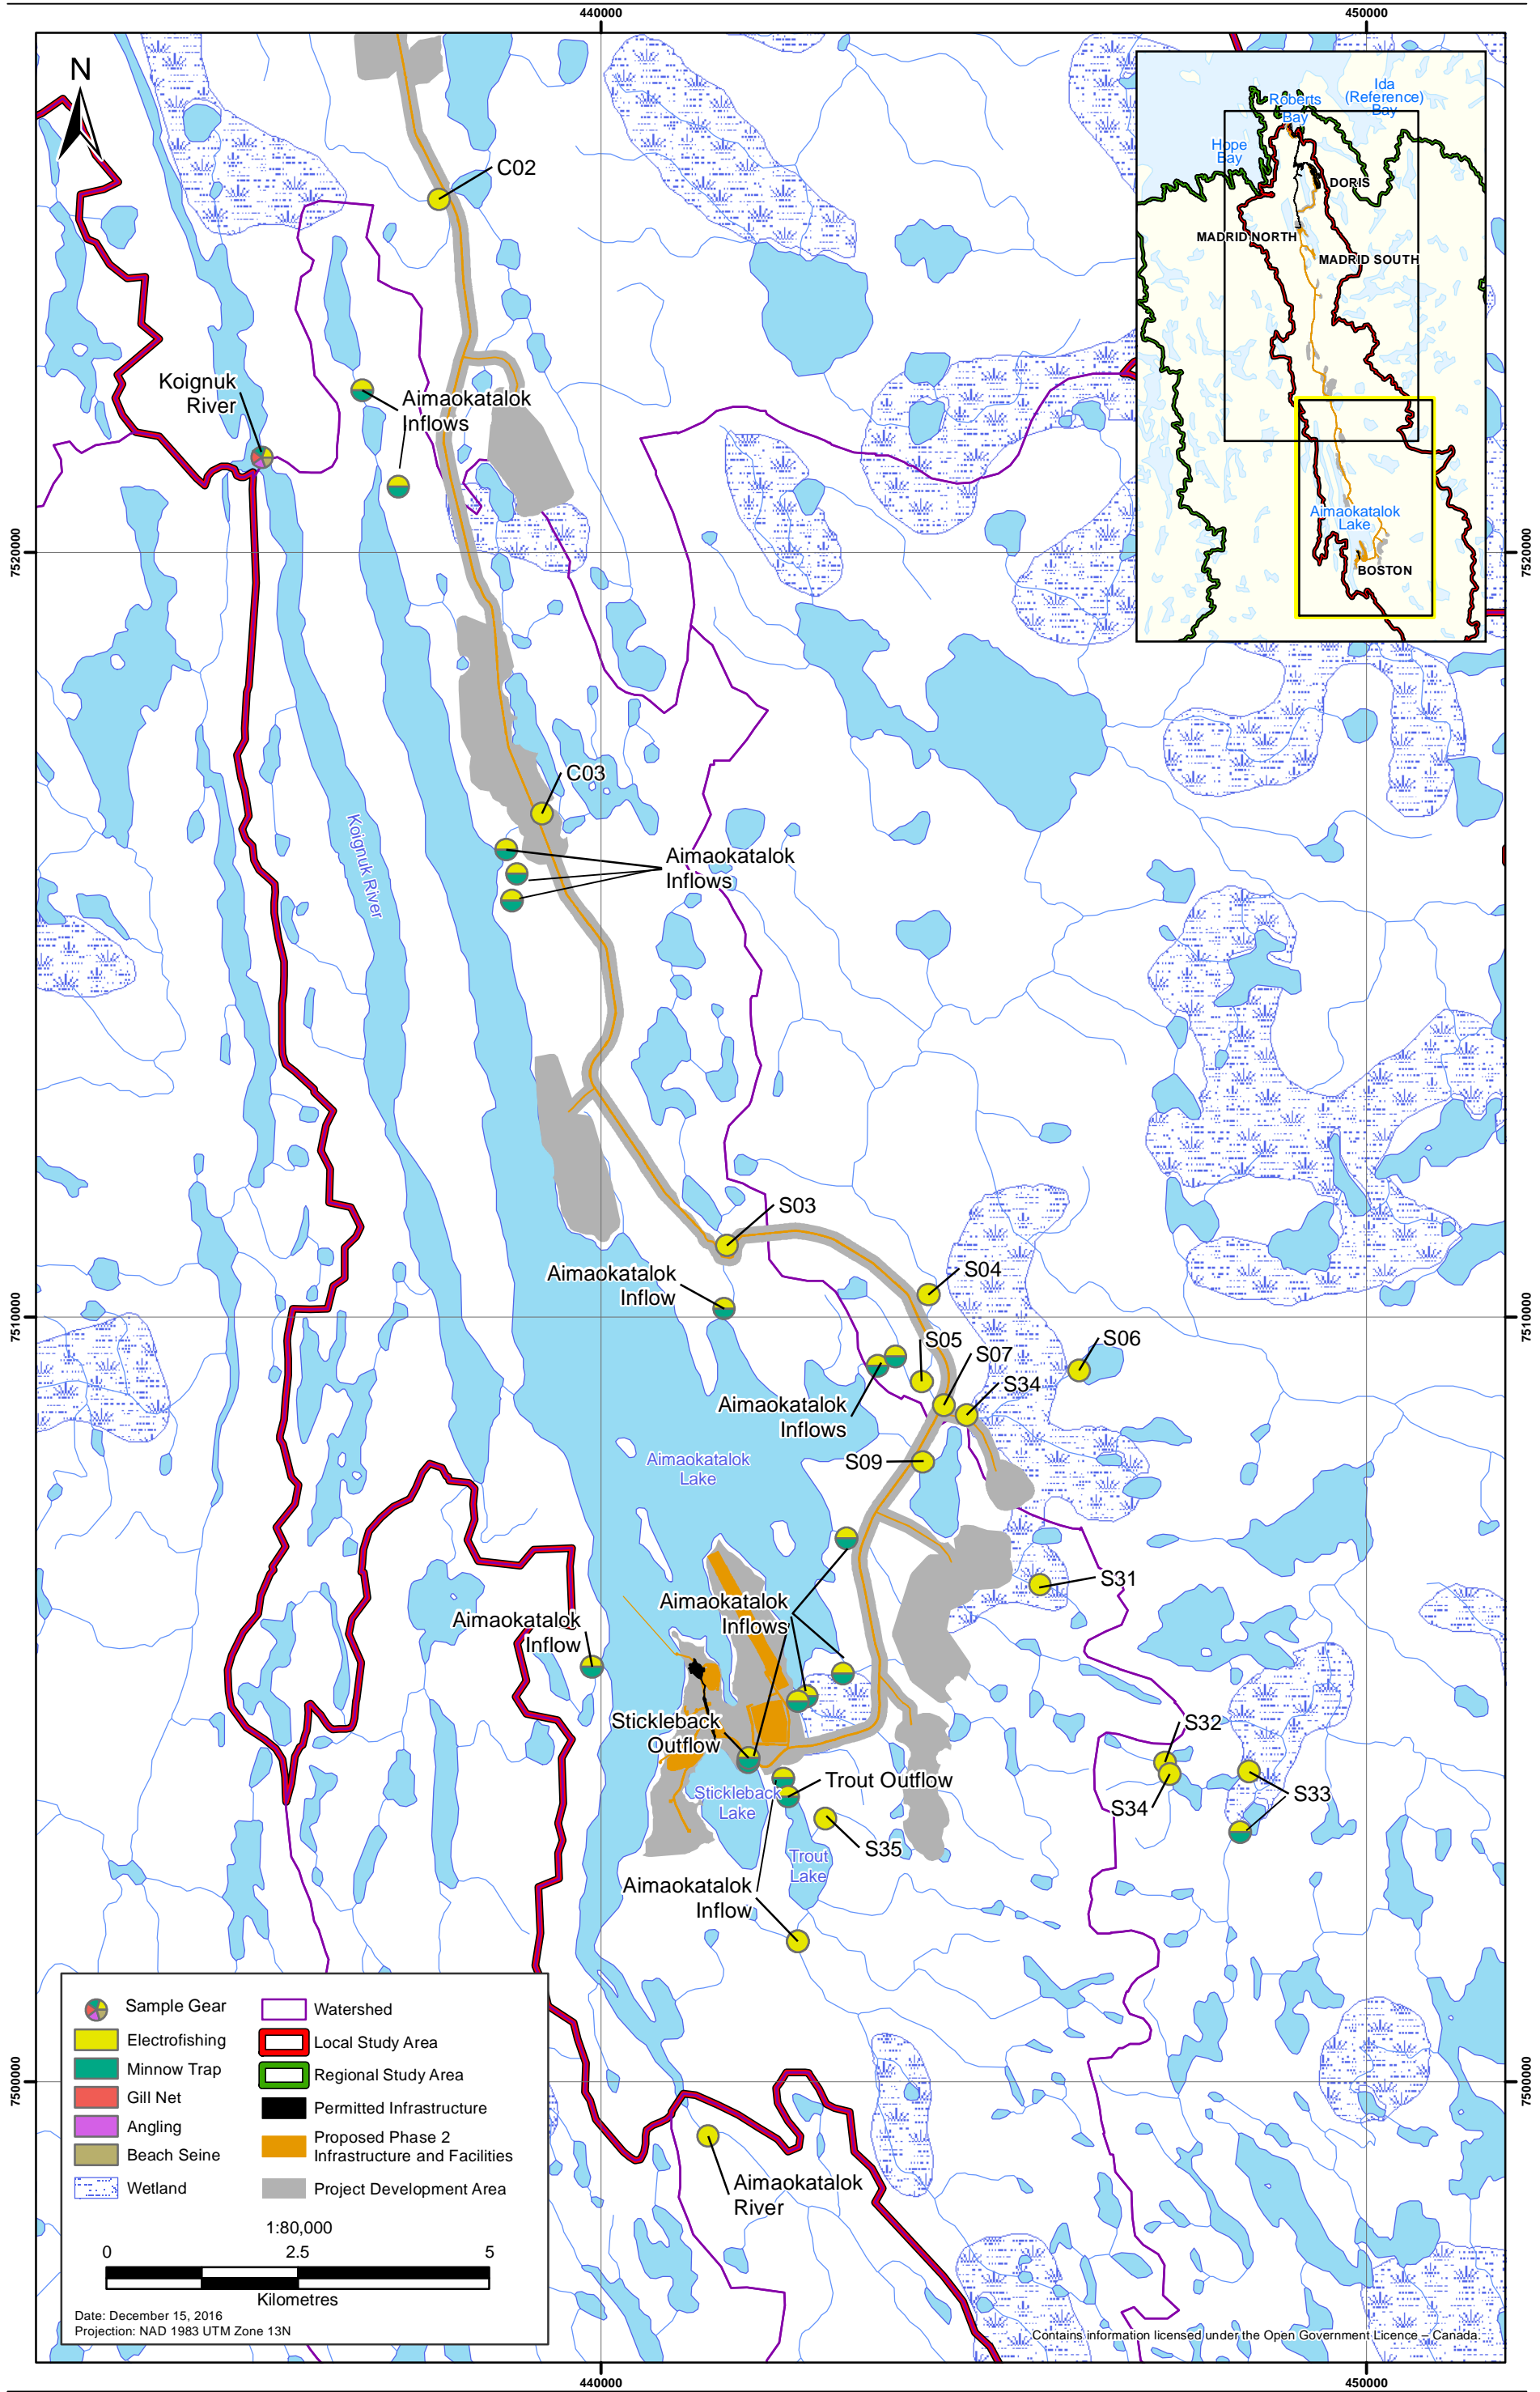 440000
450000
N
C02
Koignuk
River
Aimaokatalok
Inflows
7520000
7520000
Roberts
Bay
Ida
(Reference)
Bay
Hope
Bay
DORIS
MADRID NORTH
MADRID SOUTH
Aimaokatalok
Lake
BOSTON
C03
Koignuk River
Aimaokatalok
Inflows
S03
Aimaokatalok
Inflow
S04
7510000
7510000
S05
S06
S07
S34
Aimaokatalok
Inflows
S09
Aimaokatalok
Lake
S31
Aimaokatalok
Inflows
Aimaokatalok
Inflow
Stickleback
Outflow
S32
S34
S33
Trout Outflow
Stickleback
Lake
S35
Trout
Lake
Aimaokatalok
Inflow
7500000
7500000
Aimaokatalok
River
Sample Gear
Electrofishing
Minnow Trap
Gill Net
Angling
Beach Seine
Wetland
Watershed
Local Study Area
Regional Study Area
Permitted Infrastructure
Proposed Phase 2
Infrastructure and Facilities
Project Development Area
1:80,000
0 2.5 5
Kilometres
Date: December 15, 2016
Projection: NAD 1983 UTM Zone 13N
Contains information licensed under the Open Government Licence – Canada.
440000
450000